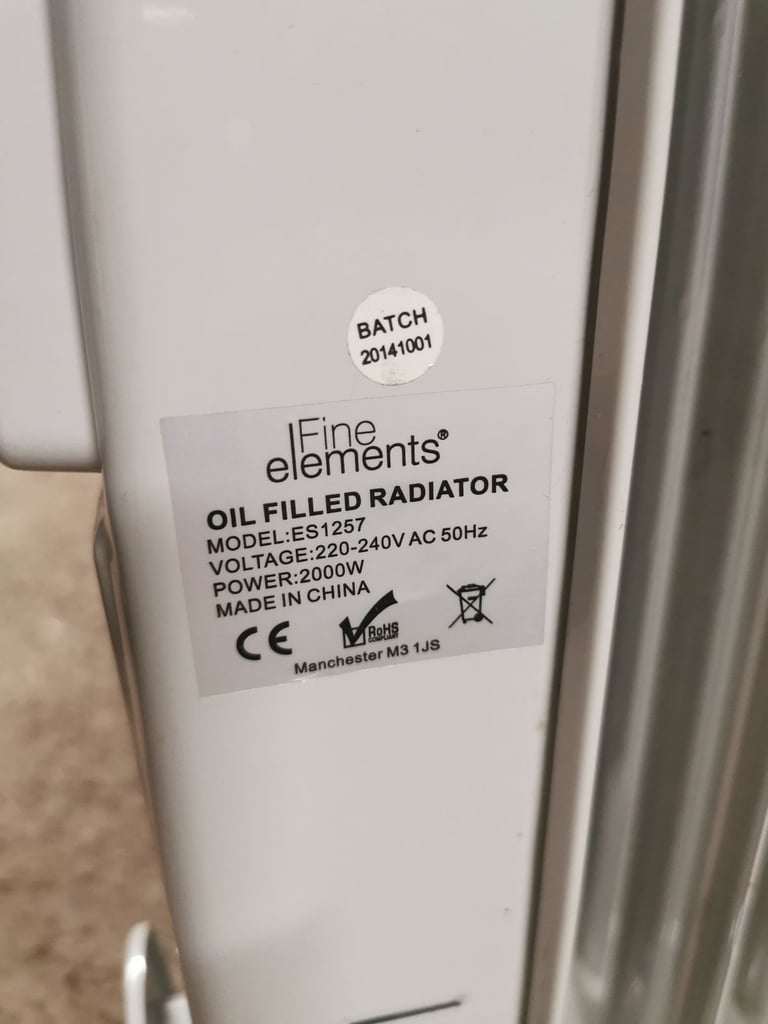 BATCH
20141001
Fine
elements®
OIL FILLED RADIATOR
MODEL:ES1257
VOLTAGE:220-240V AC 50Hz
POWER:2000W
MADE IN CHINA
CE
RoHS
COMPLIANT
Manchester M3 1JS